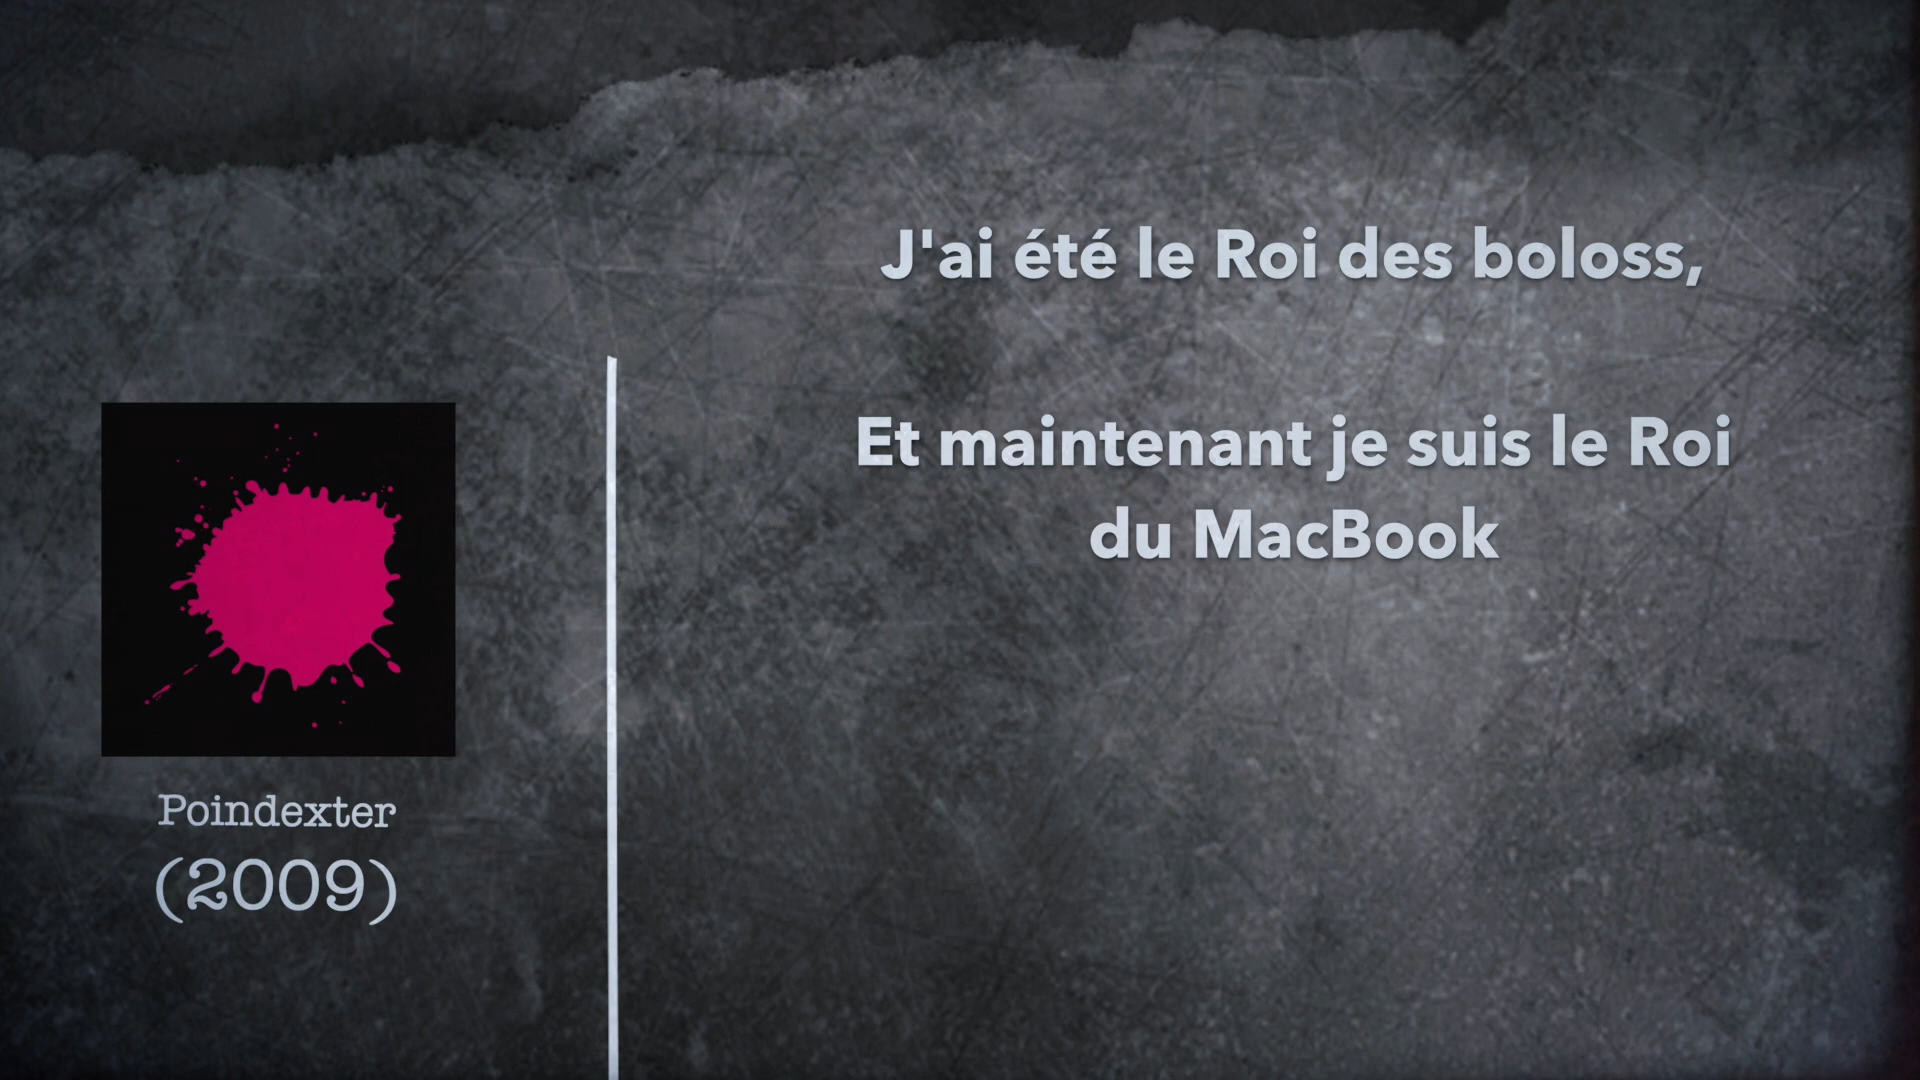 J'ai été le Roi des boloss,
Et maintenant je suis le Roi
du MacBook
Poindexter
(2009)